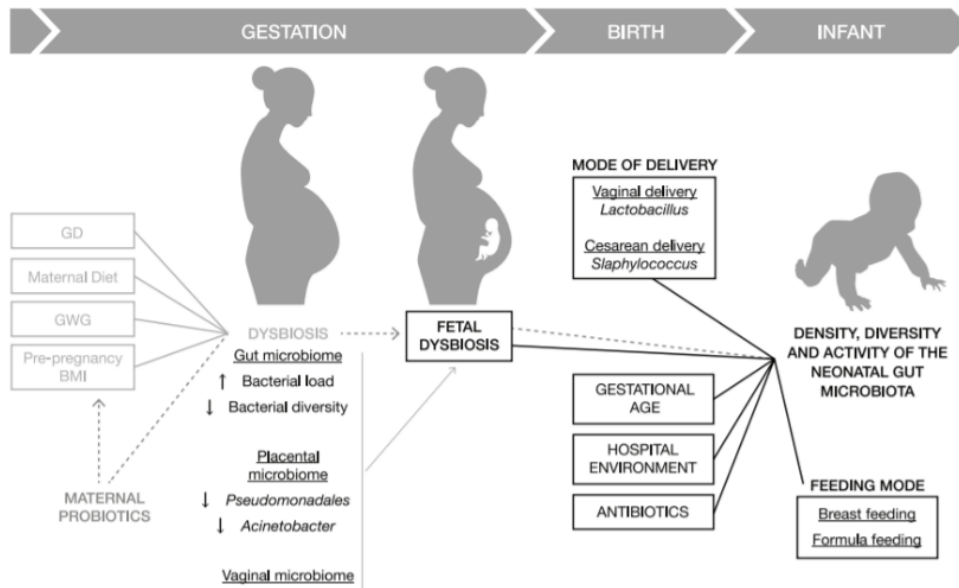 GESTATION
BIRTH
INFANT
GD
Maternal Diet
GWG
Pre-pregnancy
BMI
MATERNAL
PROBIOTICS
DYSBIOSIS
Gut microbiome
↑ Bacterial load
↓ Bacterial diversity
Placental
microbiome
↓ Pseudomonadales
↓ Acinetobacter
Vaginal microbiome
FETAL
DYSBIOSIS
MODE OF DELIVERY
Vaginal delivery
Lactobacillus
Cesarean delivery
Slaphylococcus
GESTATIONAL
AGE
HOSPITAL
ENVIRONMENT
ANTIBIOTICS
DENSITY, DIVERSITY
AND ACTIVITY OF THE
NEONATAL GUT
MICROBIOTA
FEEDING MODE
Breast feeding
Formula feeding